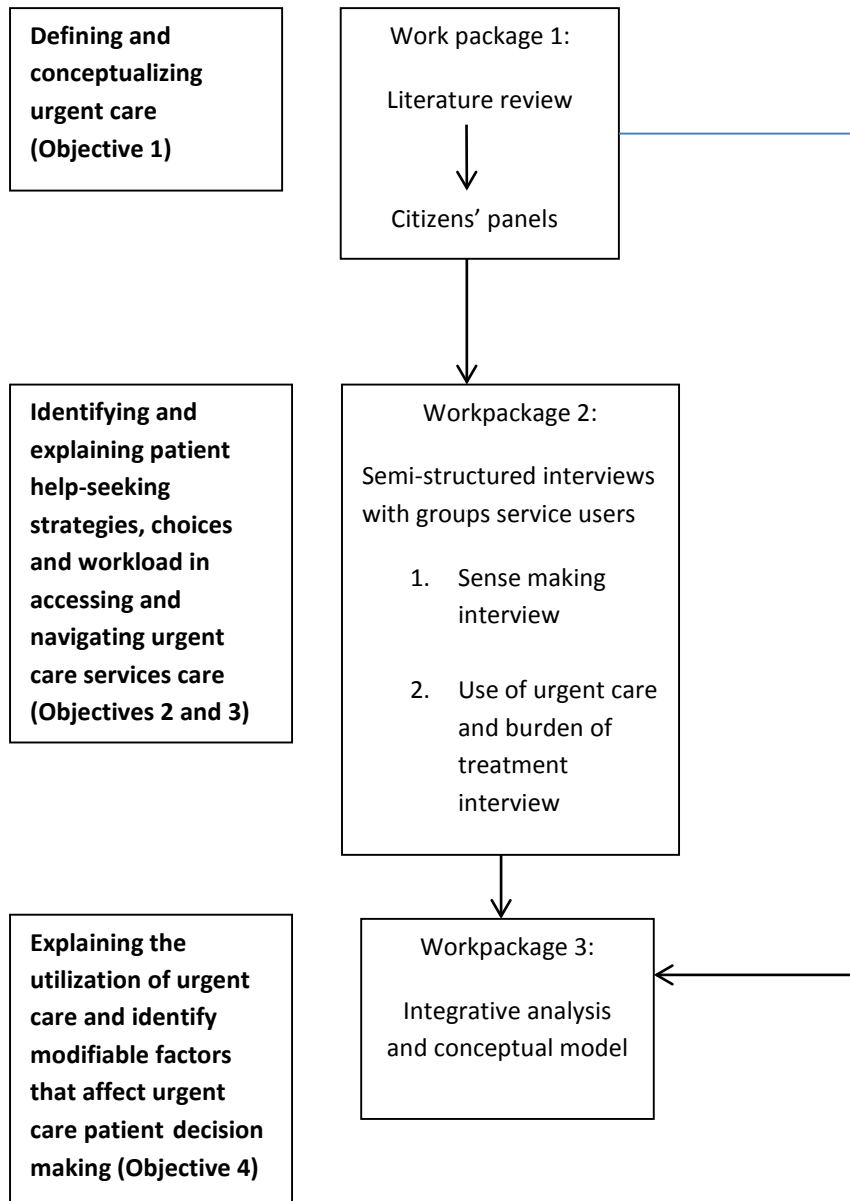 Defining and
conceptualizing
urgent care
(Objective 1)
Work package 1:
Literature review
Citizens’ panels
Identifying and
explaining patient
help-seeking
strategies, choices
and workload in
accessing and
navigating urgent
care services care
(Objectives 2 and 3)
Workpackage 2:
Semi-structured interviews
with groups service users
1. Sense making
interview
2. Use of urgent care
and burden of
treatment
interview
Explaining the
utilization of urgent
care and identify
modifiable factors
that affect urgent
care patient decision
making (Objective 4)
Workpackage 3:
Integrative analysis
and conceptual model